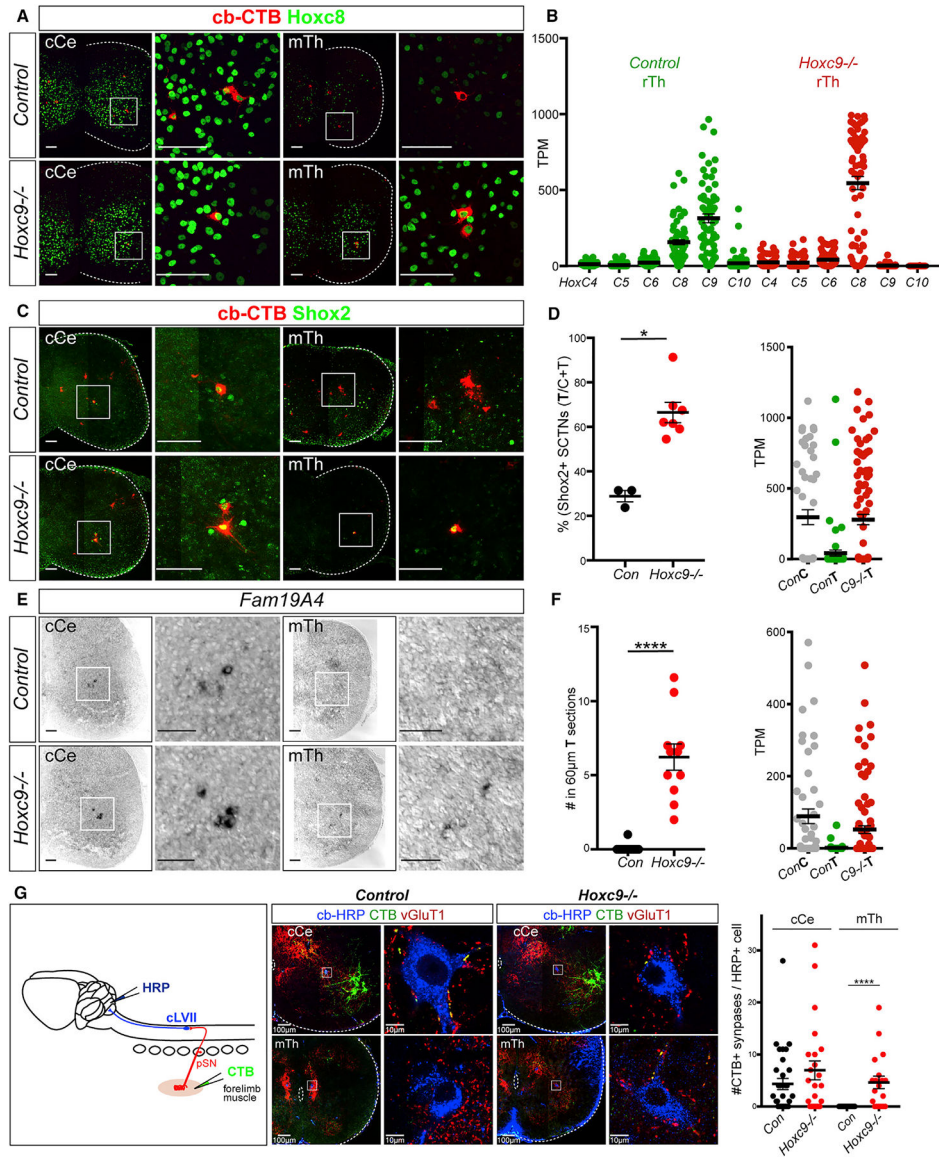 A
cb-CTB Hoxc8
cCe
mTh
Control
Hoxc9-/-
cCe
mTh
B
1500
1000
500
0
TPM
Control
rTh
Hoxc9-/-
rTh
HoxC4 C5 C6 C8 C9 C10 C4 C5 C6 C8 C9 C10
C
cb-CTB Shox2
cCe
mTh
Control
Hoxc9-/-
cCe
mTh
D
100
80
60
40
20
0
% (Shox2+ SCTNs (T/C+T)
*
Con Hoxc9-/-
1500
1000
500
0
TPM
ConC ConT C9-/-T
E
Fam19A4
cCe
mTh
Control
Hoxc9-/-
cCe
mTh
F
15
10
5
0
# in 60µm T sections
****
Con Hoxc9-/-
600
400
200
0
TPM
ConC ConT C9-/-T
G
HRP
cLVII
pSN
CTB
forelimb
muscle
Control
cb-HRP CTB vGluT1
cCe
100µm
10µm
mTh
100µm
10µm
Hoxc9-/-
cb-HRP CTB vGluT1
cCe
100µm
10µm
mTh
100µm
10µm
cCe
mTh
40
30
20
10
0
#CTB+ synpases / HRP+ cell
****
Con Hoxc9-/- Con Hoxc9-/-